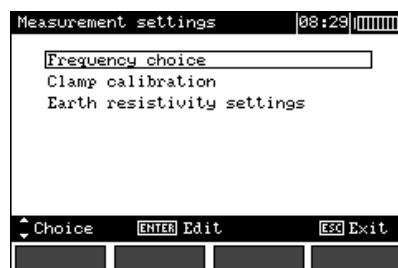 Measurement settings 08:29
Frequency choice
Clamp calibration
Earth resistivity settings
Choice ENTER Edit ESC Exit